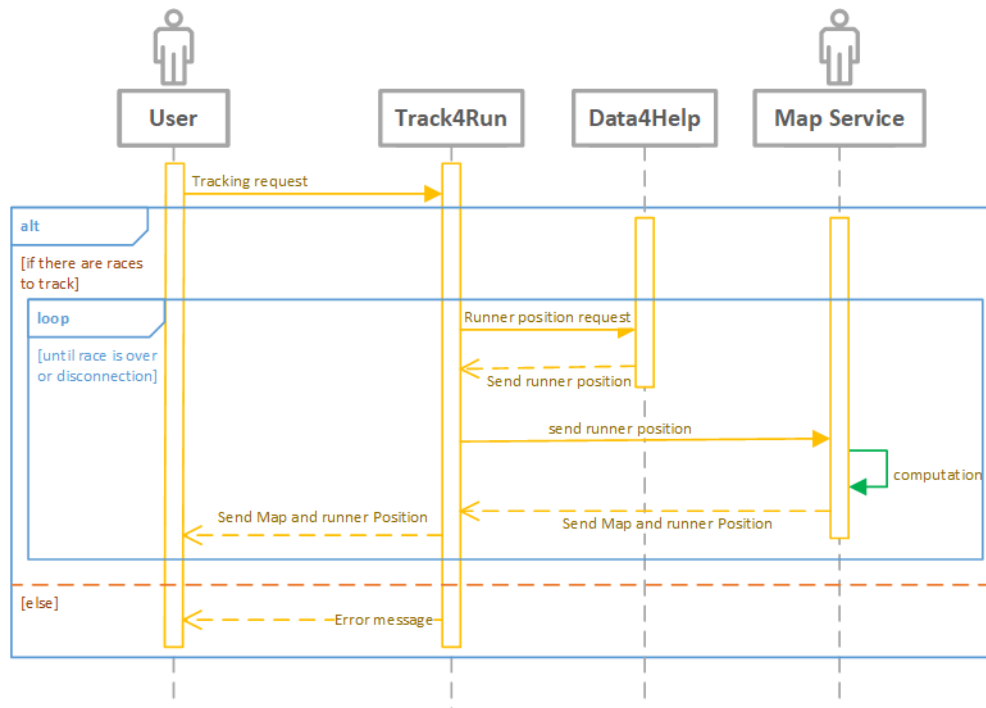 User
Track4Run
Data4Help
Map Service
Tracking request
alt
[if there are races
to track]
loop
Runner position request
[until race is over
or disconnection]
Send runner position
send runner position
computation
Send Map and runner Position
Send Map and runner Position
[else]
Error message